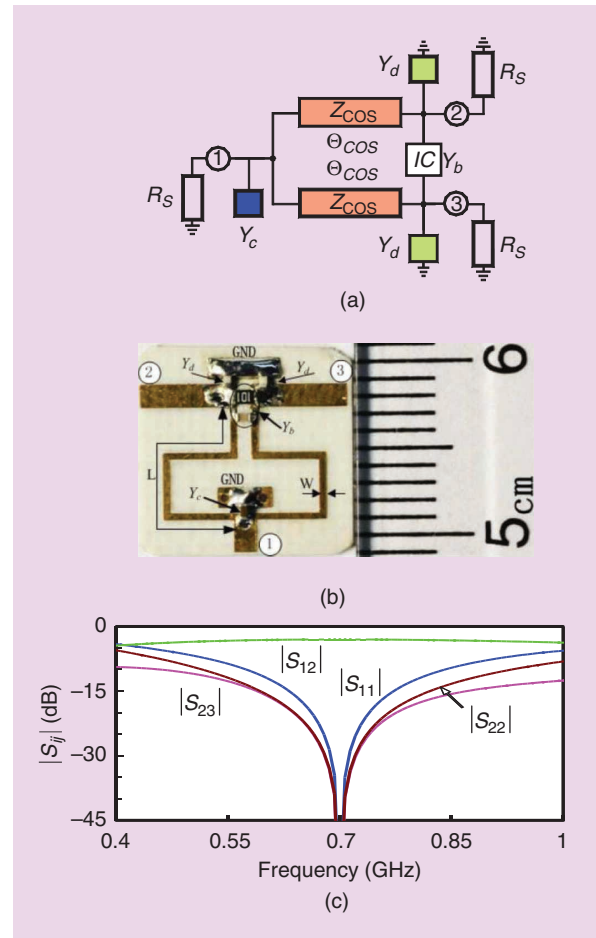 Y_d
R_S
Z_COS
2
Θ_COS
1
IC
Y_b
Θ_COS
R_S
Z_COS
3
Y_c
Y_d
R_S
(a)
GND
2
Y_d
Y_d
3
101
Y_b
L
GND
W
Y_c
1
6
5 cm
(b)
0
|S_12|
|S_11|
−15
|S_23|
|S_22|
|S_ij| (dB)
−30
−45
0.4
0.55
0.7
0.85
1
Frequency (GHz)
(c)